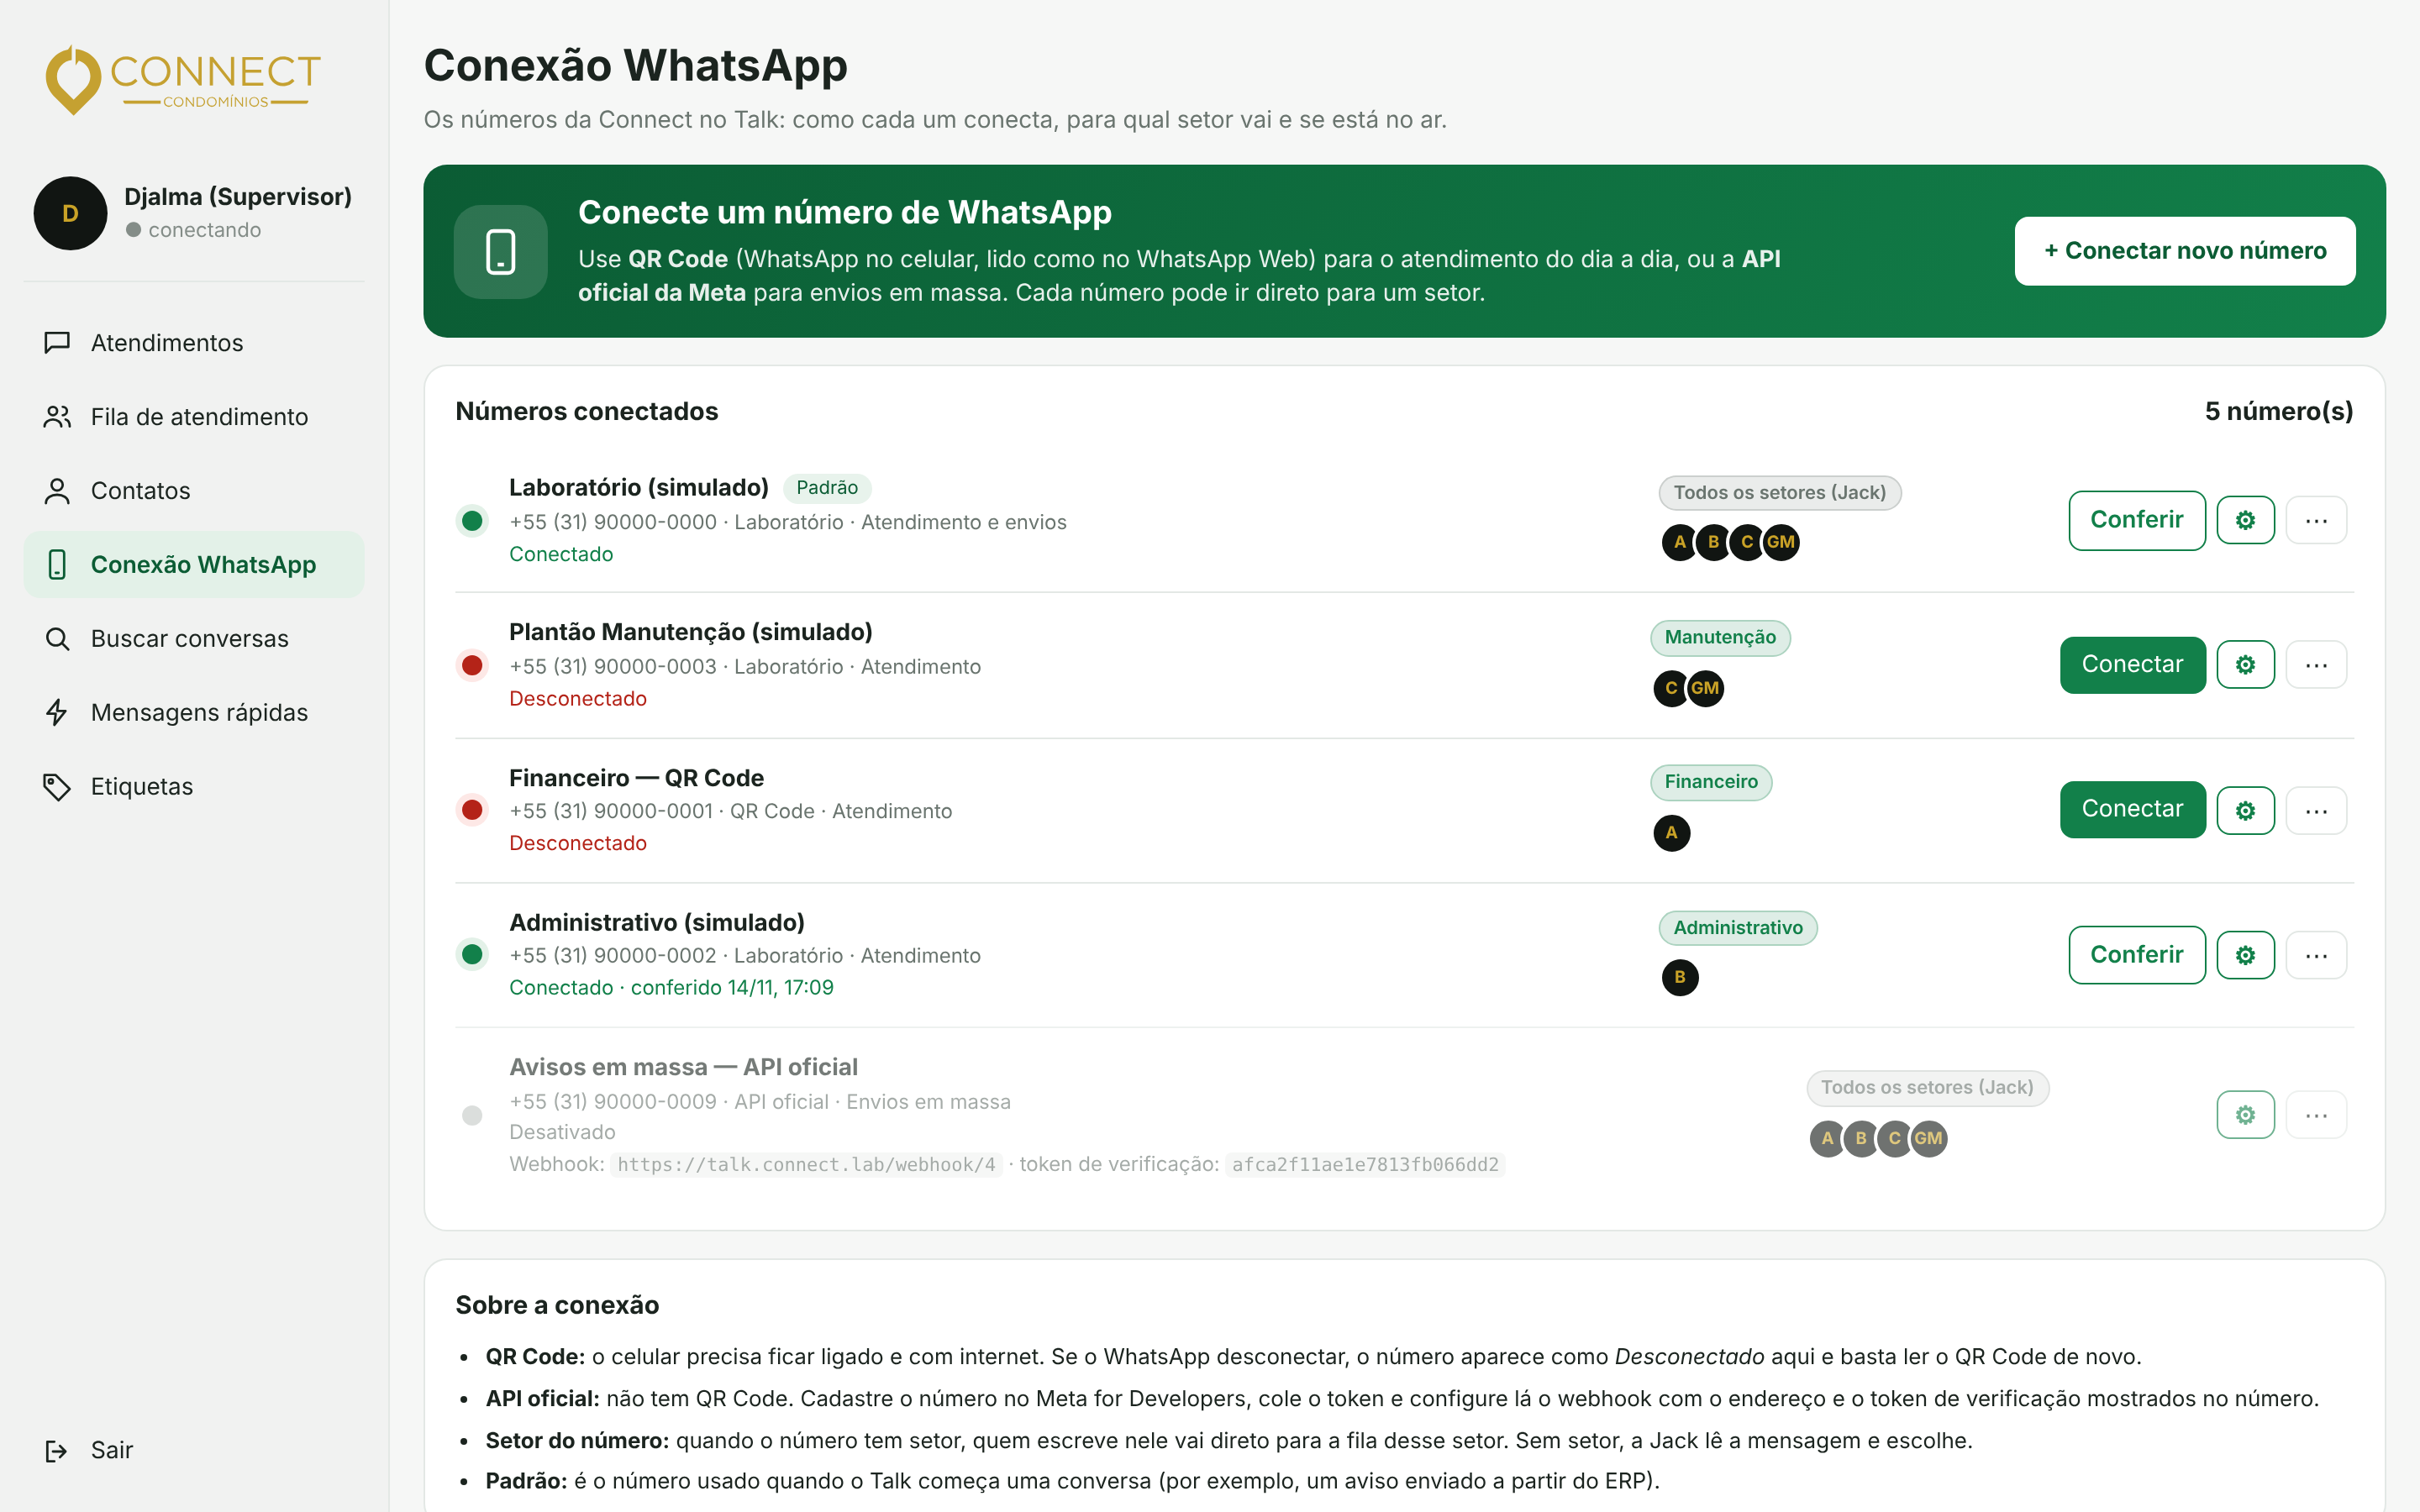 CONNECT
CONDOMÍNIOS
D
Djalma (Supervisor)
conectando
Atendimentos
Fila de atendimento
Contatos
Conexão WhatsApp
Buscar conversas
Mensagens rápidas
Etiquetas
Sair
Conexão WhatsApp
Os números da Connect no Talk: como cada um conecta, para qual setor vai e se está no ar.
Conecte um número de WhatsApp
Use QR Code (WhatsApp no celular, lido como no WhatsApp Web) para o atendimento do dia a dia, ou a API
oficial da Meta para envios em massa. Cada número pode ir direto para um setor.
+ Conectar novo número
Números conectados
5 número(s)
Laboratório (simulado) Padrão
+55 (31) 90000-0000 · Laboratório · Atendimento e envios
Conectado
Todos os setores (Jack)
A B C GM
Conferir ⚙ ⋯
Plantão Manutenção (simulado)
+55 (31) 90000-0003 · Laboratório · Atendimento
Desconectado
Manutenção
C GM
Conectar ⚙ ⋯
Financeiro — QR Code
+55 (31) 90000-0001 · QR Code · Atendimento
Desconectado
Financeiro
A
Conectar ⚙ ⋯
Administrativo (simulado)
+55 (31) 90000-0002 · Laboratório · Atendimento
Conectado · conferido 14/11, 17:09
Administrativo
B
Conferir ⚙ ⋯
Avisos em massa — API oficial
+55 (31) 90000-0009 · API oficial · Envios em massa
Desativado
Webhook: https://talk.connect.lab/webhook/4 · token de verificação: afca2f11ae1e7813fb066dd2
Todos os setores (Jack)
A B C GM
⚙ ⋯
Sobre a conexão
• QR Code: o celular precisa ficar ligado e com internet. Se o WhatsApp desconectar, o número aparece como Desconectado aqui e basta ler o QR Code de novo.
• API oficial: não tem QR Code. Cadastre o número no Meta for Developers, cole o token e configure lá o webhook com o endereço e o token de verificação mostrados no número.
• Setor do número: quando o número tem setor, quem escreve nele vai direto para a fila desse setor. Sem setor, a Jack lê a mensagem e escolhe.
• Padrão: é o número usado quando o Talk começa uma conversa (por exemplo, um aviso enviado a partir do ERP).